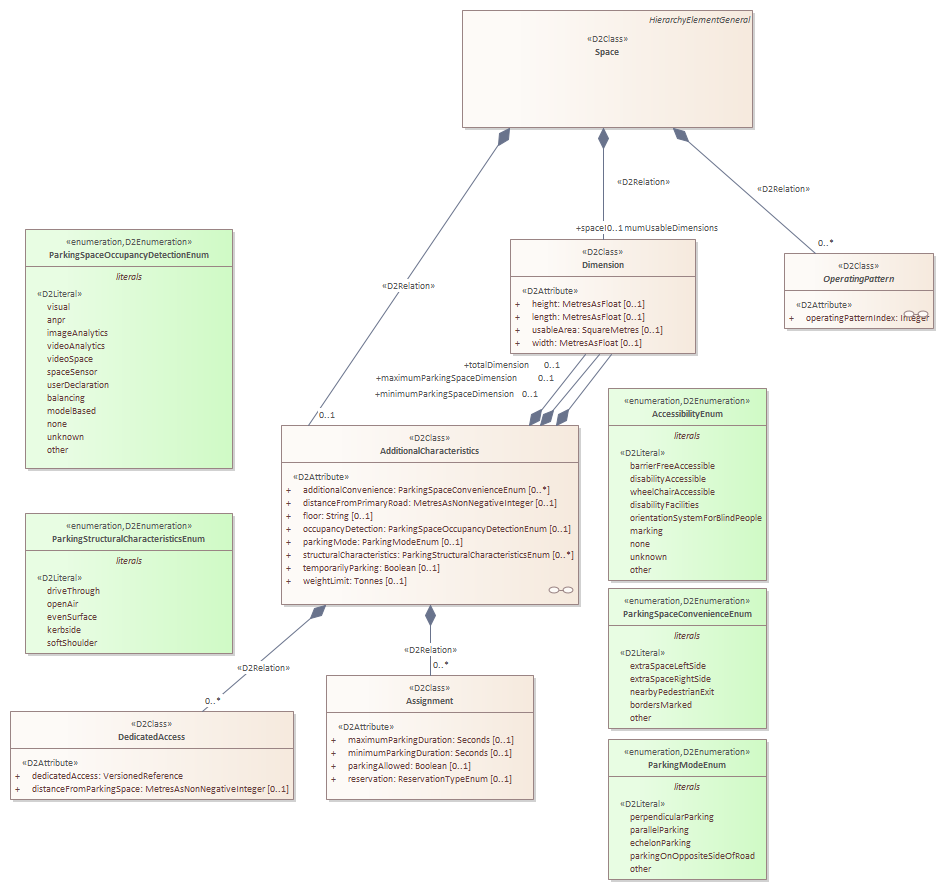 HierarchyElementGeneral
«D2Class»
Space
«D2Relation»
«D2Relation»
«D2Relation»
+spaceI0..1 mumUsableDimensions
0..*
0..1
«D2Class»
Dimension
«D2Attribute»
+ height: MetresAsFloat [0..1]
+ length: MetresAsFloat [0..1]
+ usableArea: SquareMetres [0..1]
+ width: MetresAsFloat [0..1]
«D2Class»
OperatingPattern
«D2Attribute»
+ operatingPatternIndex: Integer
«enumeration,D2Enumeration»
ParkingSpaceOccupancyDetectionEnum
literals
«D2Literal»
visual
anpr
imageAnalytics
videoAnalytics
videoSpace
spaceSensor
userDeclaration
balancing
modelBased
none
unknown
other
+totalDimension 0..1
+maximumParkingSpaceDimension 0..1
+minimumParkingSpaceDimension 0..1
«D2Class»
AdditionalCharacteristics
«D2Attribute»
+ additionalConvenience: ParkingSpaceConvenienceEnum [0..*]
+ distanceFromPrimaryRoad: MetresAsNonNegativeInteger [0..1]
+ floor: String [0..1]
+ occupancyDetection: ParkingSpaceOccupancyDetectionEnum [0..1]
+ parkingMode: ParkingModeEnum [0..1]
+ structuralCharacteristics: ParkingStructuralCharacteristicsEnum [0..*]
+ temporarilyParking: Boolean [0..1]
+ weightLimit: Tonnes [0..1]
«enumeration,D2Enumeration»
AccessibilityEnum
literals
«D2Literal»
barrierFreeAccessible
disabilityAccessible
wheelChairAccessible
disabilityFacilities
orientationSystemForBlindPeople
marking
none
unknown
other
«enumeration,D2Enumeration»
ParkingStructuralCharacteristicsEnum
literals
«D2Literal»
driveThrough
openAir
evenSurface
kerbside
softShoulder
«enumeration,D2Enumeration»
ParkingSpaceConvenienceEnum
literals
«D2Literal»
extraSpaceLeftSide
extraSpaceRightSide
nearbyPedestrianExit
bordersMarked
other
«D2Relation»
0..*
«D2Relation»
0..*
«D2Class»
DedicatedAccess
«D2Attribute»
+ dedicatedAccess: VersionedReference
+ distanceFromParkingSpace: MetresAsNonNegativeInteger [0..1]
«D2Class»
Assignment
«D2Attribute»
+ maximumParkingDuration: Seconds [0..1]
+ minimumParkingDuration: Seconds [0..1]
+ parkingAllowed: Boolean [0..1]
+ reservation: ReservationTypeEnum [0..1]
«enumeration,D2Enumeration»
ParkingModeEnum
literals
«D2Literal»
perpendicularParking
parallelParking
echelonParking
parkingOnOppositeSideOfRoad
other